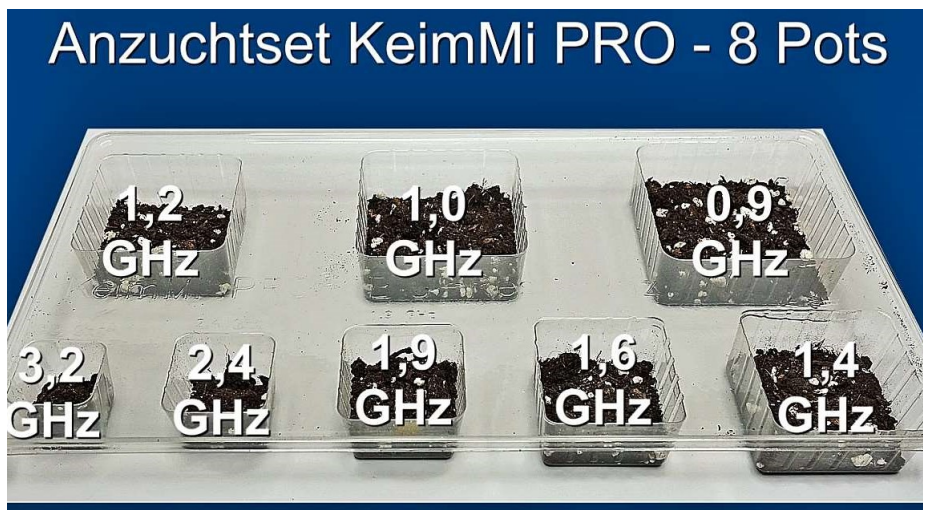 Anzuchtset KeimMi PRO - 8 Pots
1,2
GHz
1,0
GHz
0,9
GHz
3,2
GHz
2,4
GHz
1,9
GHz
1,6
GHz
1,4
GHz